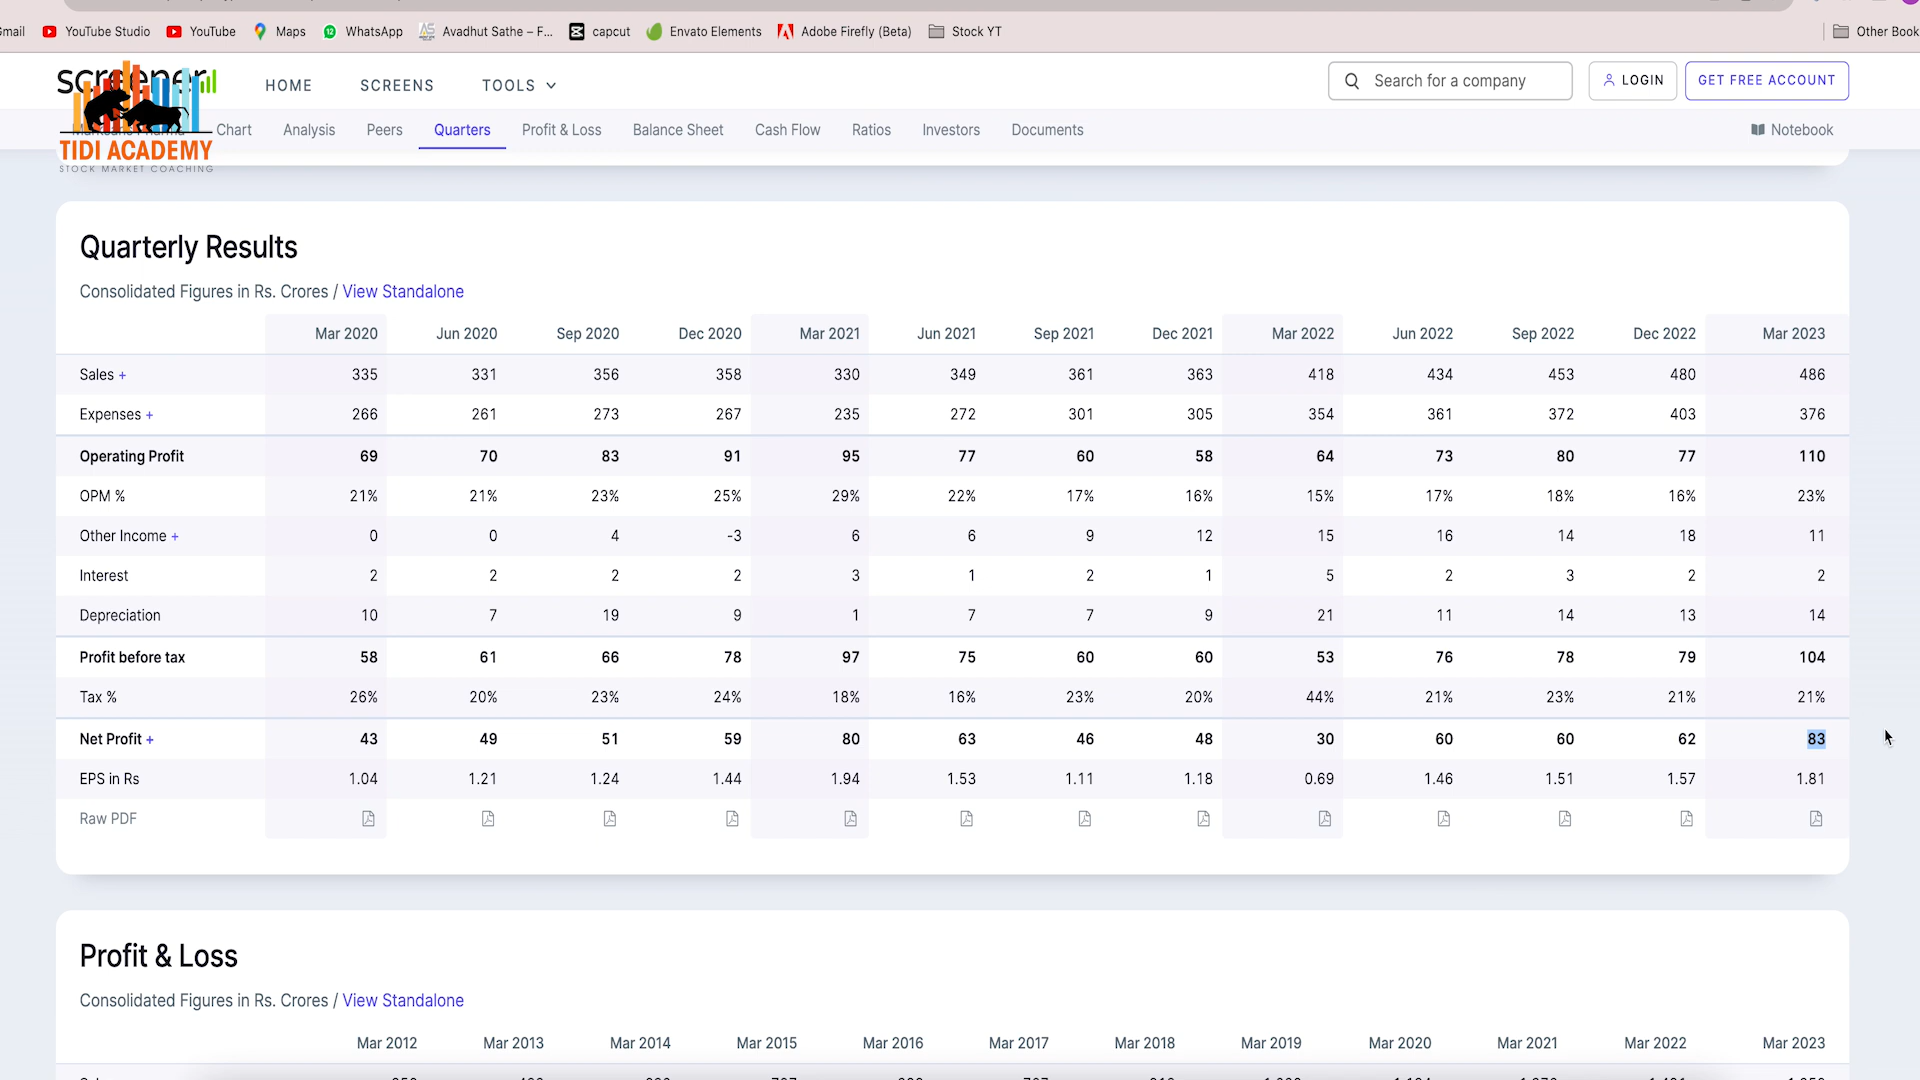 Gmail YouTube Studio YouTube Maps WhatsApp Avadhut Sathe – F... capcut Envato Elements Adobe Firefly (Beta) Stock YT Other Book
screener HOME SCREENS TOOLS Search for a company LOGIN GET FREE ACCOUNT
Chart Analysis Peers Quarters Profit & Loss Balance Sheet Cash Flow Ratios Investors Documents Notebook
TIDI ACADEMY
STOCK MARKET COACHING
Quarterly Results
Consolidated Figures in Rs. Crores / View Standalone
Mar 2020 Jun 2020 Sep 2020 Dec 2020 Mar 2021 Jun 2021 Sep 2021 Dec 2021 Mar 2022 Jun 2022 Sep 2022 Dec 2022 Mar 2023
Sales + 335 331 356 358 330 349 361 363 418 434 453 480 486
Expenses + 266 261 273 267 235 272 301 305 354 361 372 403 376
Operating Profit 69 70 83 91 95 77 60 58 64 73 80 77 110
OPM % 21% 21% 23% 25% 29% 22% 17% 16% 15% 17% 18% 16% 23%
Other Income + 0 0 4 -3 6 6 9 12 15 16 14 18 11
Interest 2 2 2 2 3 1 2 1 5 2 3 2 2
Depreciation 10 7 19 9 1 7 7 9 21 11 14 13 14
Profit before tax 58 61 66 78 97 75 60 60 53 76 78 79 104
Tax % 26% 20% 23% 24% 18% 16% 23% 20% 44% 21% 23% 21% 21%
Net Profit + 43 49 51 59 80 63 46 48 30 60 60 62 83
EPS in Rs 1.04 1.21 1.24 1.44 1.94 1.53 1.11 1.18 0.69 1.46 1.51 1.57 1.81
Raw PDF
Profit & Loss
Consolidated Figures in Rs. Crores / View Standalone
Mar 2012 Mar 2013 Mar 2014 Mar 2015 Mar 2016 Mar 2017 Mar 2018 Mar 2019 Mar 2020 Mar 2021 Mar 2022 Mar 2023